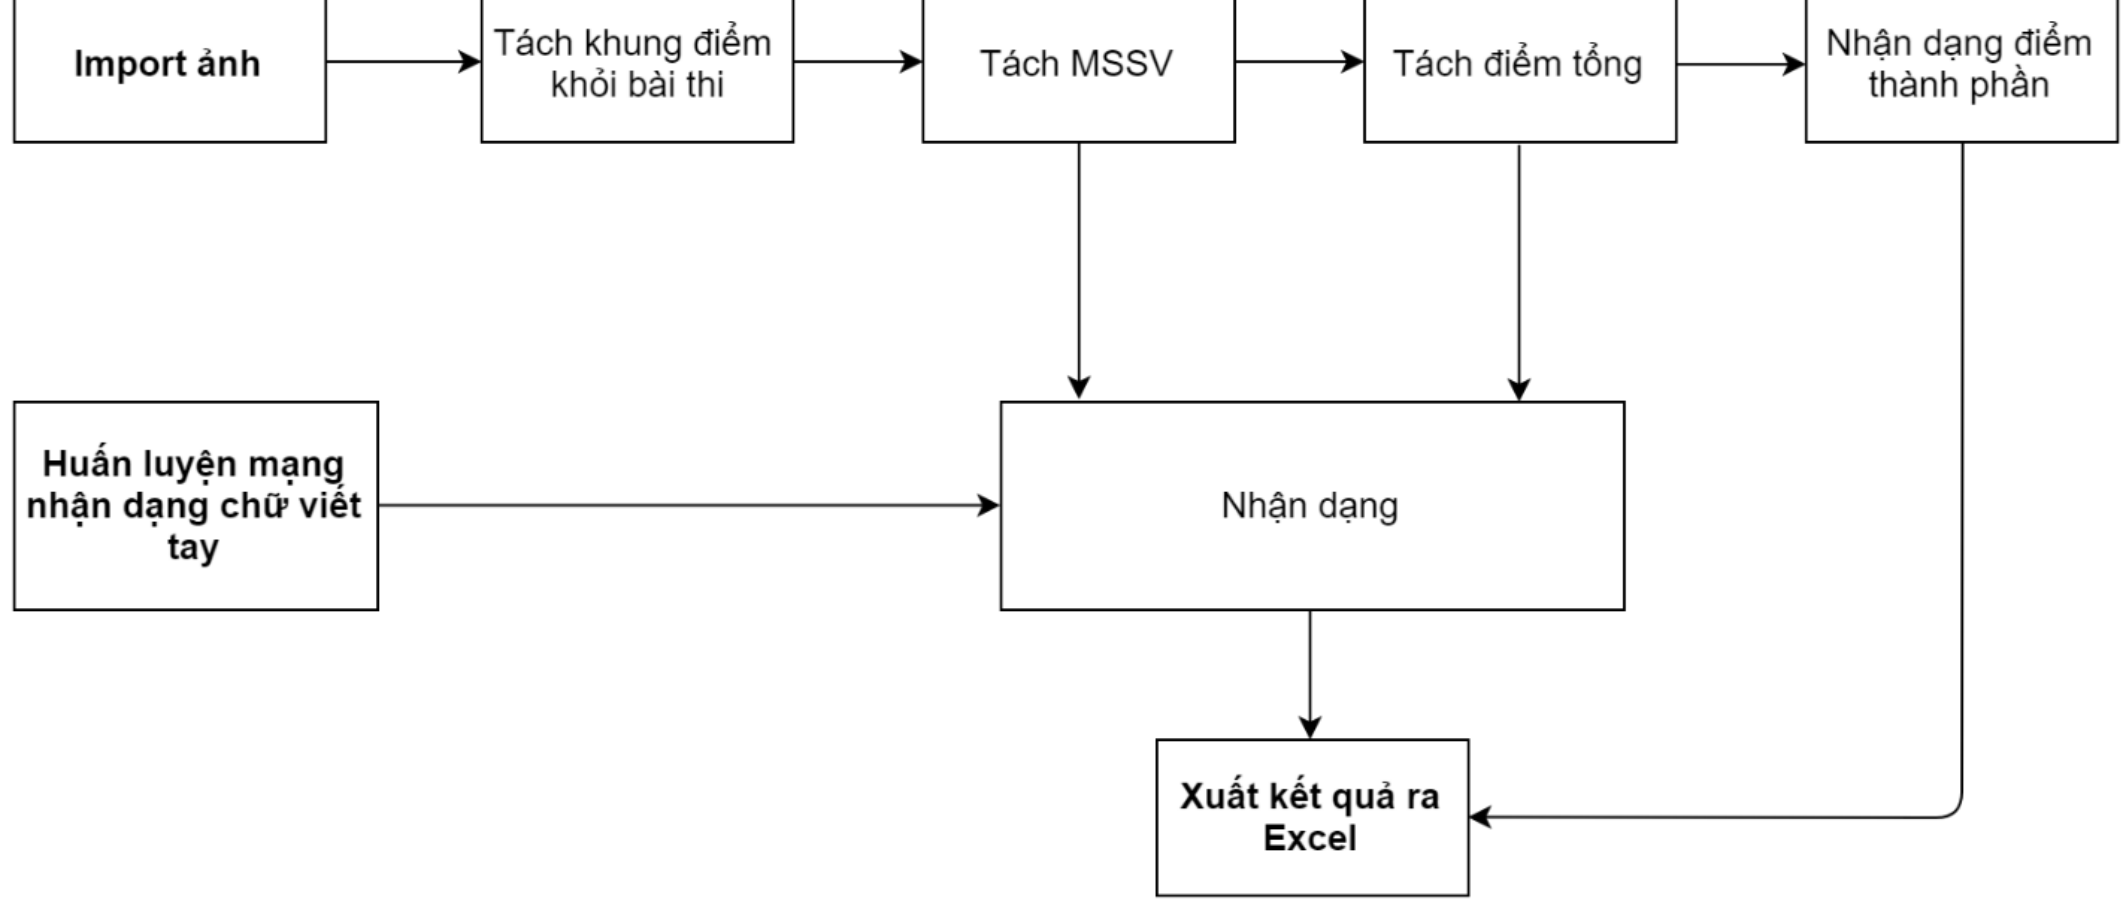 Import ảnh
Tách khung điểm
khỏi bài thi
Tách MSSV
Tách điểm tổng
Nhận dạng điểm
thành phần
Huấn luyện mạng
nhận dạng chữ viết
tay
Nhận dạng
Xuất kết quả ra
Excel